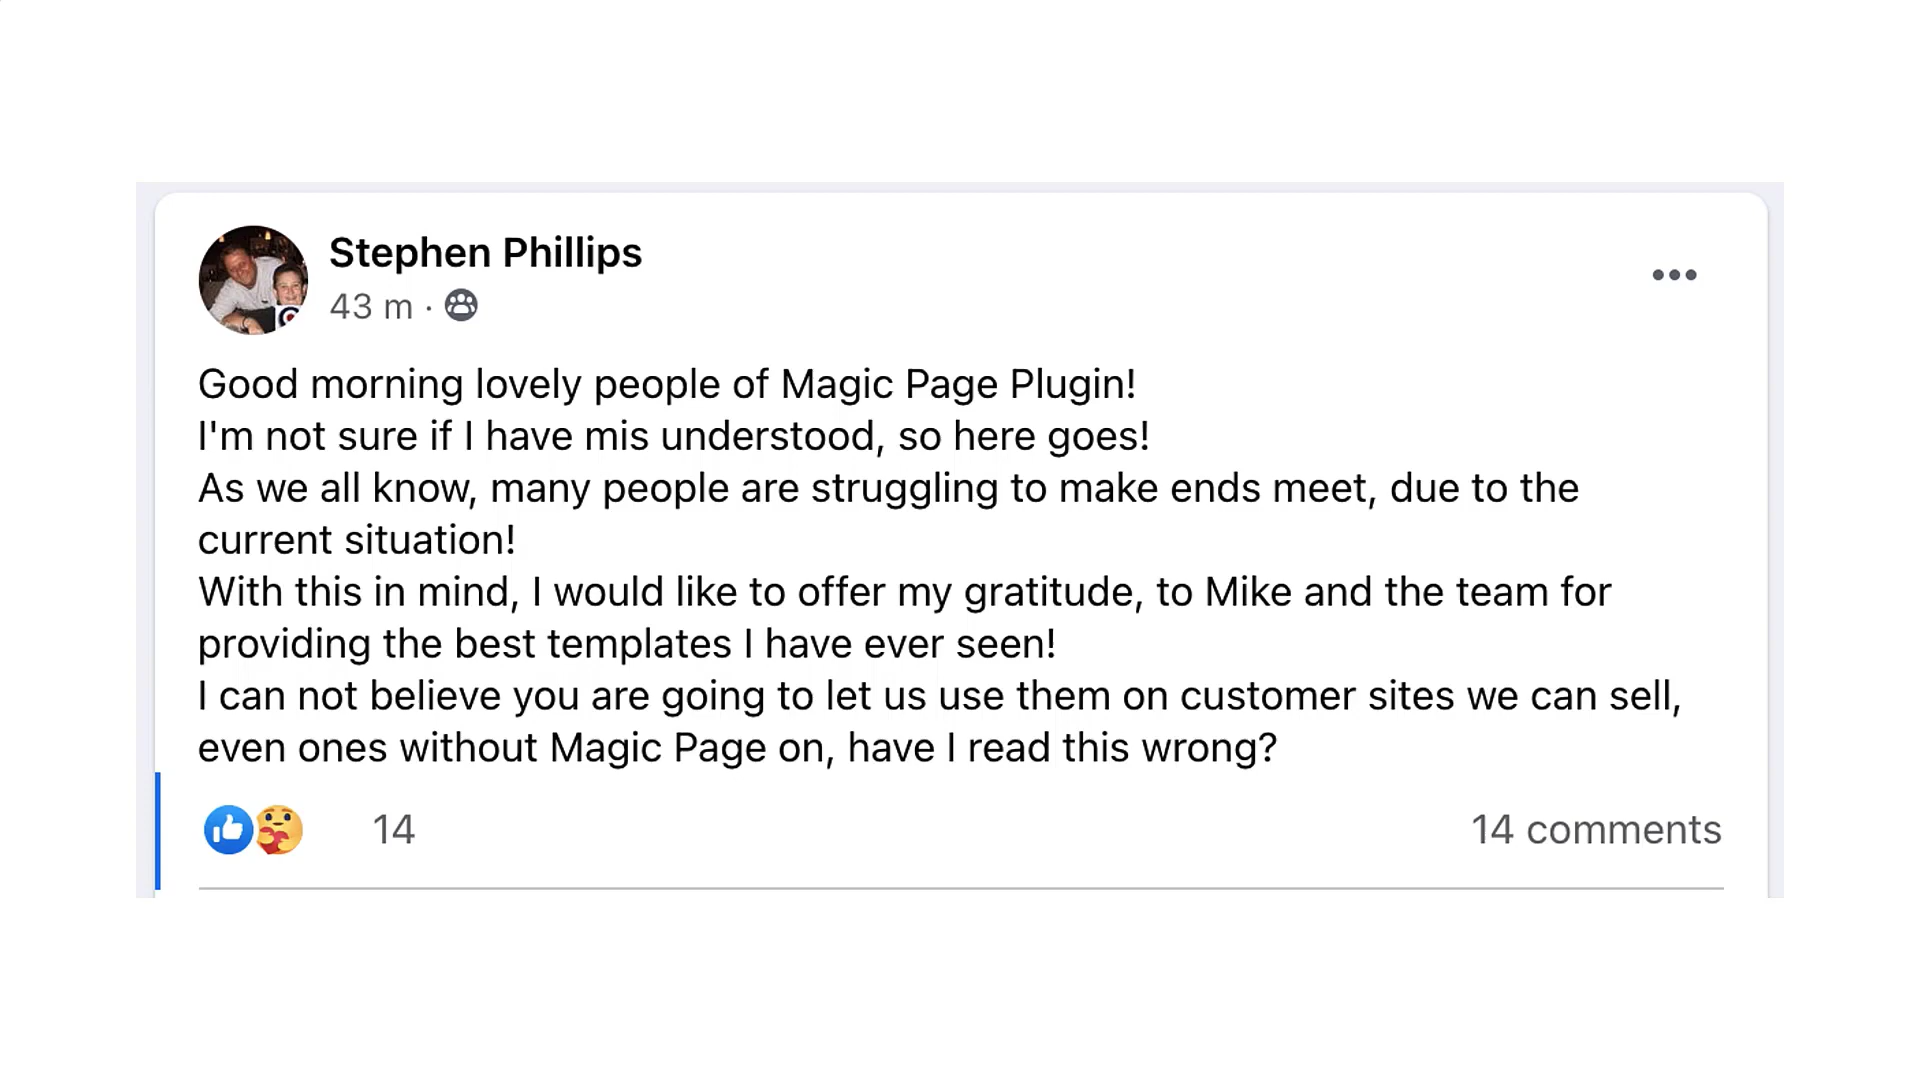 Stephen Phillips
43 m ·
Good morning lovely people of Magic Page Plugin!
I'm not sure if I have mis understood, so here goes!
As we all know, many people are struggling to make ends meet, due to the
current situation!
With this in mind, I would like to offer my gratitude, to Mike and the team for
providing the best templates I have ever seen!
I can not believe you are going to let us use them on customer sites we can sell,
even ones without Magic Page on, have I read this wrong?
14 14 comments